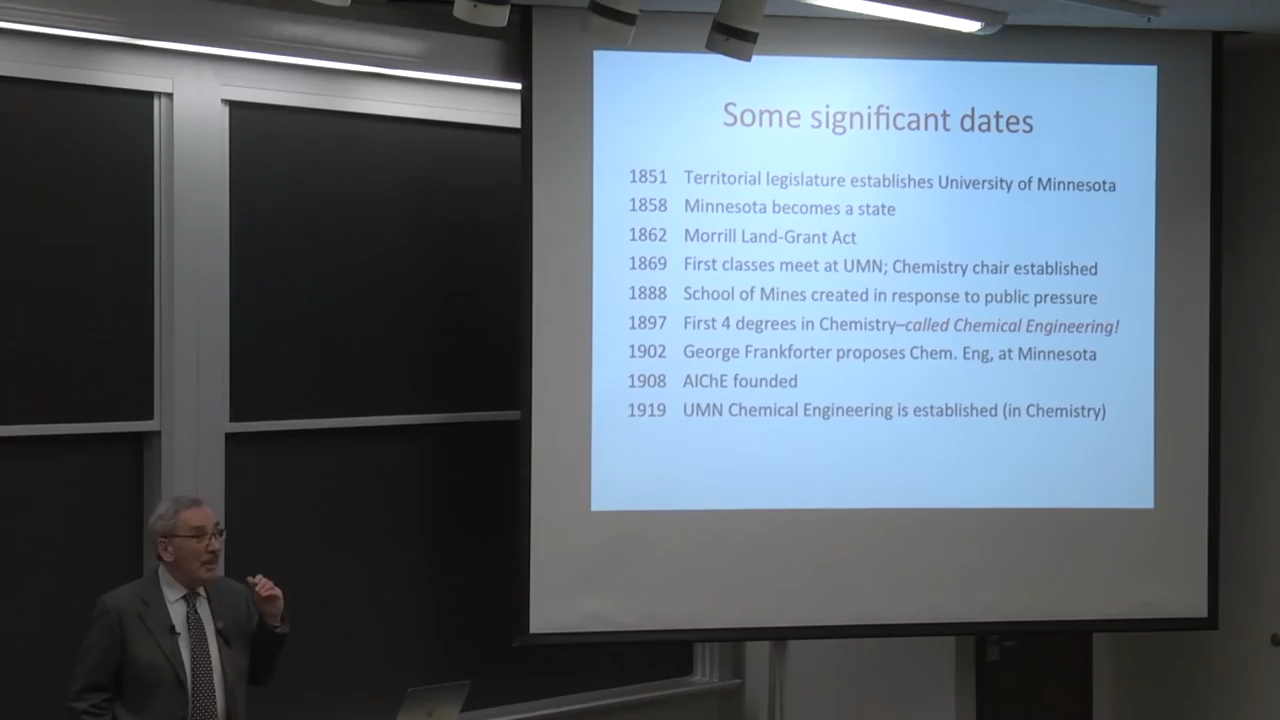 Some significant dates
1851 Territorial legislature establishes University of Minnesota
1858 Minnesota becomes a state
1862 Morrill Land-Grant Act
1869 First classes meet at UMN; Chemistry chair established
1888 School of Mines created in response to public pressure
1897 First 4 degrees in Chemistry–called Chemical Engineering!
1902 George Frankforter proposes Chem. Eng, at Minnesota
1908 AIChE founded
1919 UMN Chemical Engineering is established (in Chemistry)